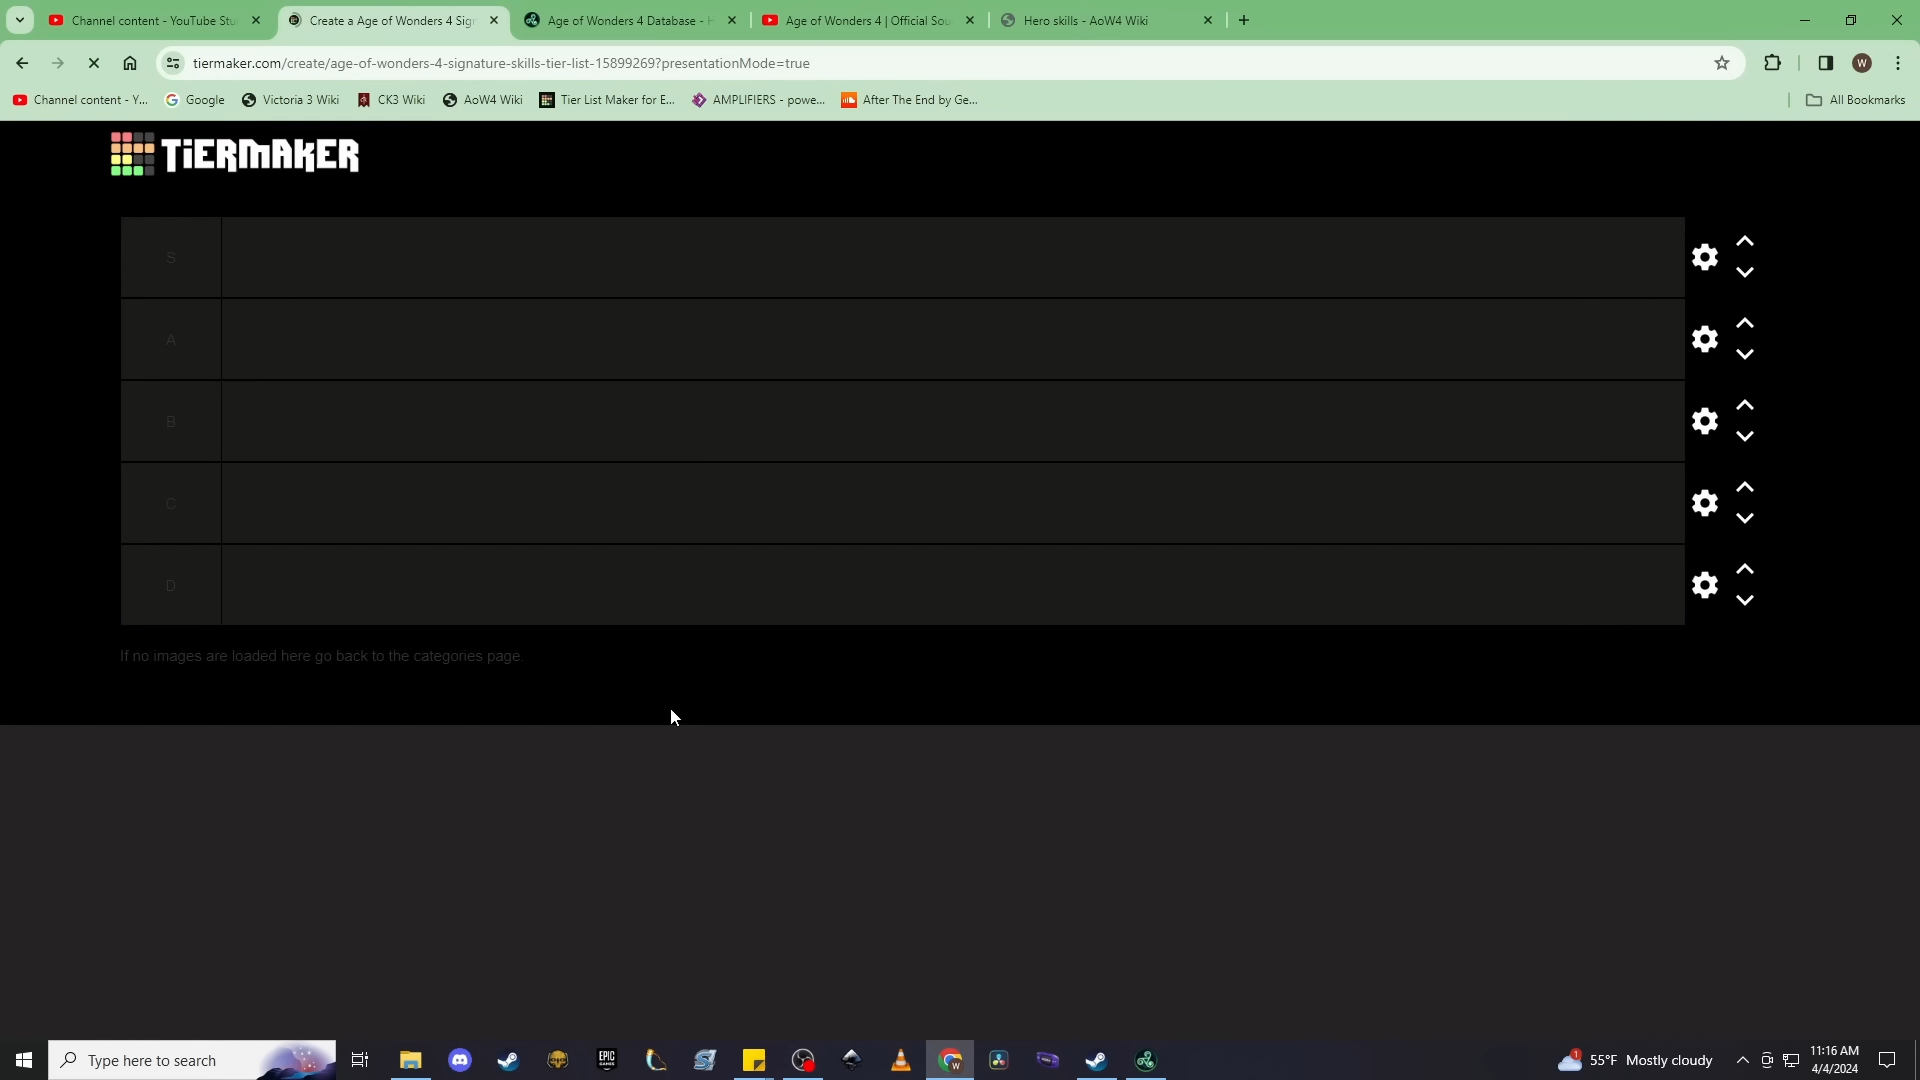 Channel content - YouTube Stu
Create a Age of Wonders 4 Sig
Age of Wonders 4 Database - H
Age of Wonders 4 | Official Sou
Hero skills - AoW4 Wiki
tiermaker.com/create/age-of-wonders-4-signature-skills-tier-list-15899269?presentationMode=true
W
Channel content - Y...
Google
Victoria 3 Wiki
CK3 Wiki
AoW4 Wiki
Tier List Maker for E...
AMPLIFIERS - powe...
After The End by Ge...
All Bookmarks
TiERMAKER
S
A
B
C
D
If no images are loaded here go back to the categories page.
Type here to search
EPIC GAMES
W
1
55°F Mostly cloudy
11:16 AM
4/4/2024